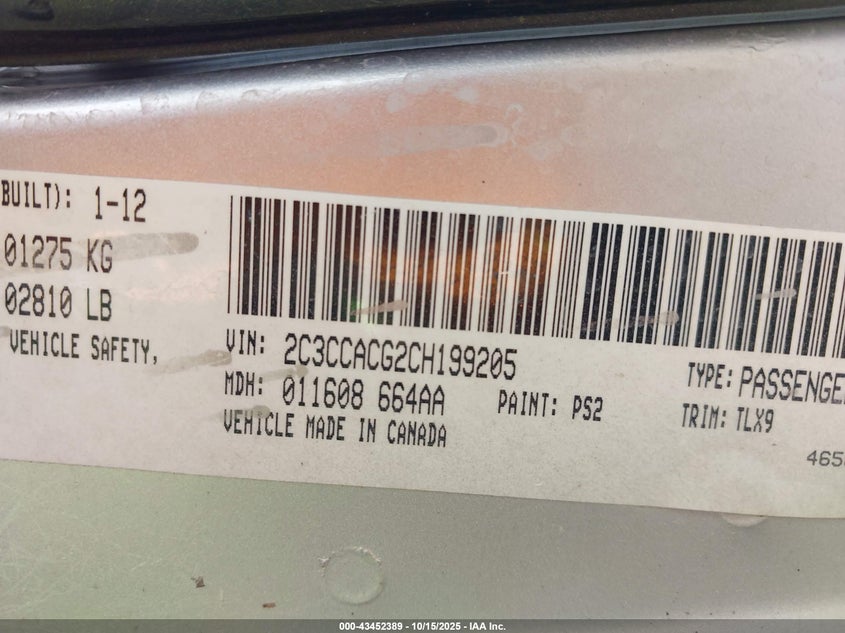 BUILT): 1-12
01275 KG
02810 LB
VEHICLE SAFETY,
VIN: 2C3CCACG2CH199205
MDH: 011608 664AA
PAINT: PS2
VEHICLE MADE IN CANADA
TYPE: PASSENGE
TRIM: TLX9
465
000-43452389 - 10/15/2025 - IAA Inc.